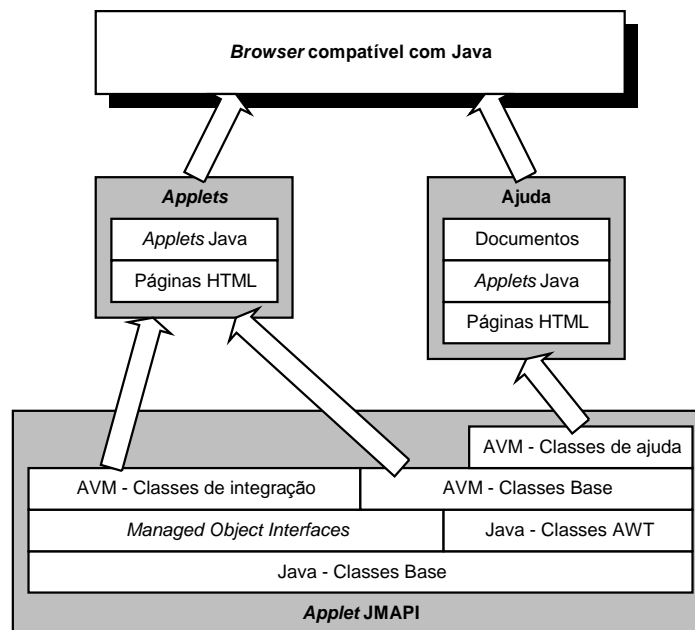 Browser compatível com Java
Applets
Applets Java
Páginas HTML
Ajuda
Documentos
Applets Java
Páginas HTML
AVM - Classes de ajuda
AVM - Classes de integração
AVM - Classes Base
Managed Object Interfaces
Java - Classes AWT
Java - Classes Base
Applet JMAPI